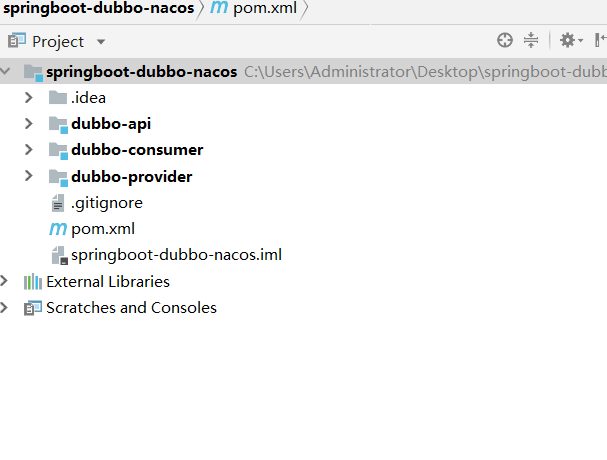 springboot-dubbo-nacos pom.xml
Project
springboot-dubbo-nacos C:\Users\Administrator\Desktop\springboot-dubb
.idea
dubbo-api
dubbo-consumer
dubbo-provider
.gitignore
pom.xml
springboot-dubbo-nacos.iml
External Libraries
Scratches and Consoles